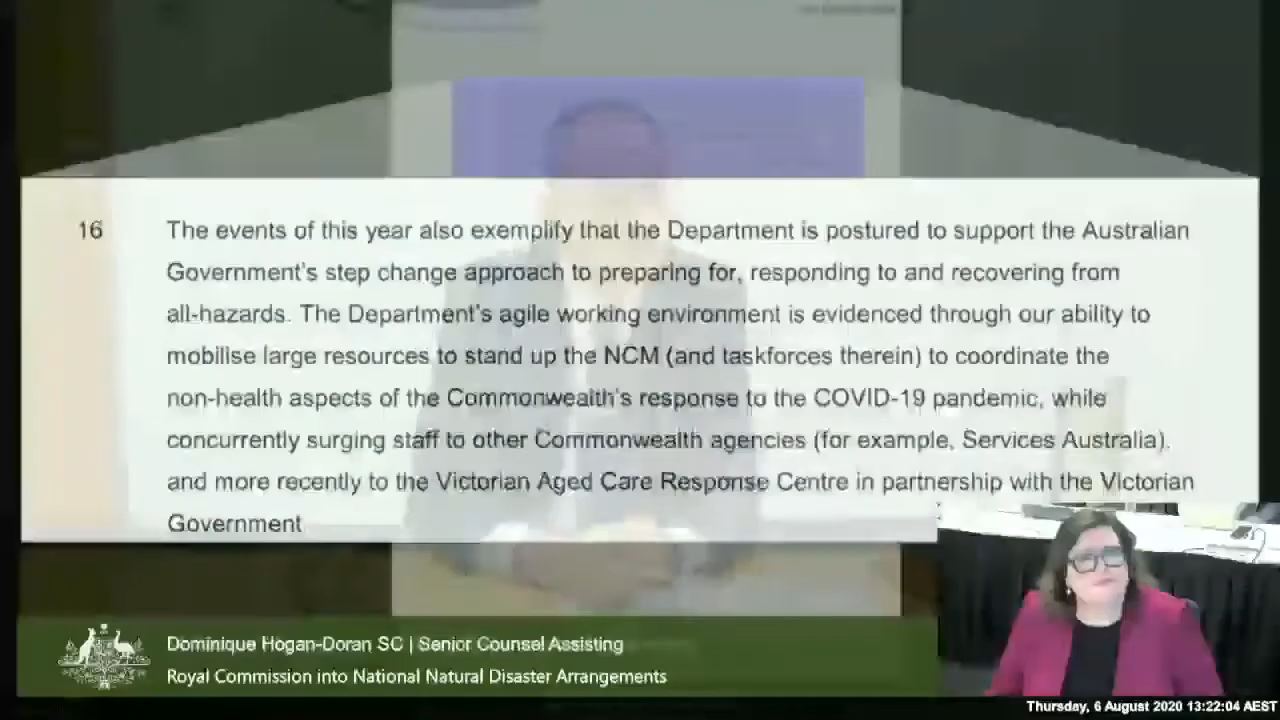 16 The events of this year also exemplify that the Department is postured to support the Australian
Government's step change approach to preparing for, responding to and recovering from
all-hazards. The Department's agile working environment is evidenced through our ability to
mobilise large resources to stand up the NCM (and taskforces therein) to coordinate the
non-health aspects of the Commonwealth's response to the COVID-19 pandemic, while
concurrently surging staff to other Commonwealth agencies (for example, Services Australia).
and more recently to the Victorian Aged Care Response Centre in partnership with the Victorian
Government
Dominique Hogan-Doran SC | Senior Counsel Assisting
Royal Commission into National Natural Disaster Arrangements
Thursday, 6 August 2020 13:22:04 AEST